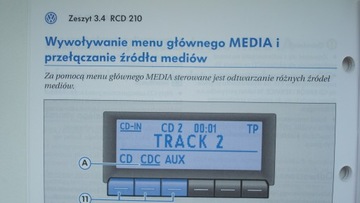 Zeszyt 3.4 RCD 210
Wywoływanie menu głównego MEDIA i
przełączanie źródła mediów
Za pomocą menu głównego MEDIA sterowane jest odtwarzanie różnych źródeł
mediów.
CD-IN CD 2 00:01 TP
TRACK 2
A
CD CDC AUX
11